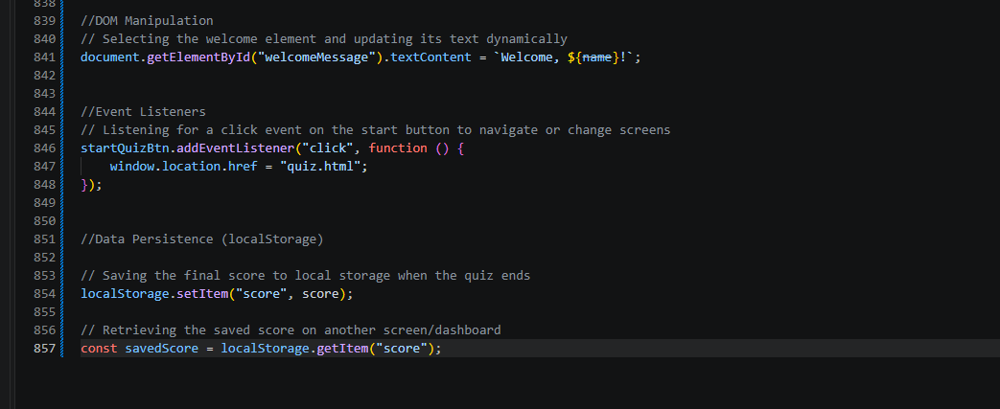 838
839 //DOM Manipulation
840 // Selecting the welcome element and updating its text dynamically
841 document.getElementById("welcomeMessage").textContent = `Welcome, ${name}!`;
842
843
844 //Event Listeners
845 // Listening for a click event on the start button to navigate or change screens
846 startQuizBtn.addEventListener("click", function () {
847     window.location.href = "quiz.html";
848 });
849
850
851 //Data Persistence (localStorage)
852
853 // Saving the final score to local storage when the quiz ends
854 localStorage.setItem("score", score);
855
856 // Retrieving the saved score on another screen/dashboard
857 const savedScore = localStorage.getItem("score");